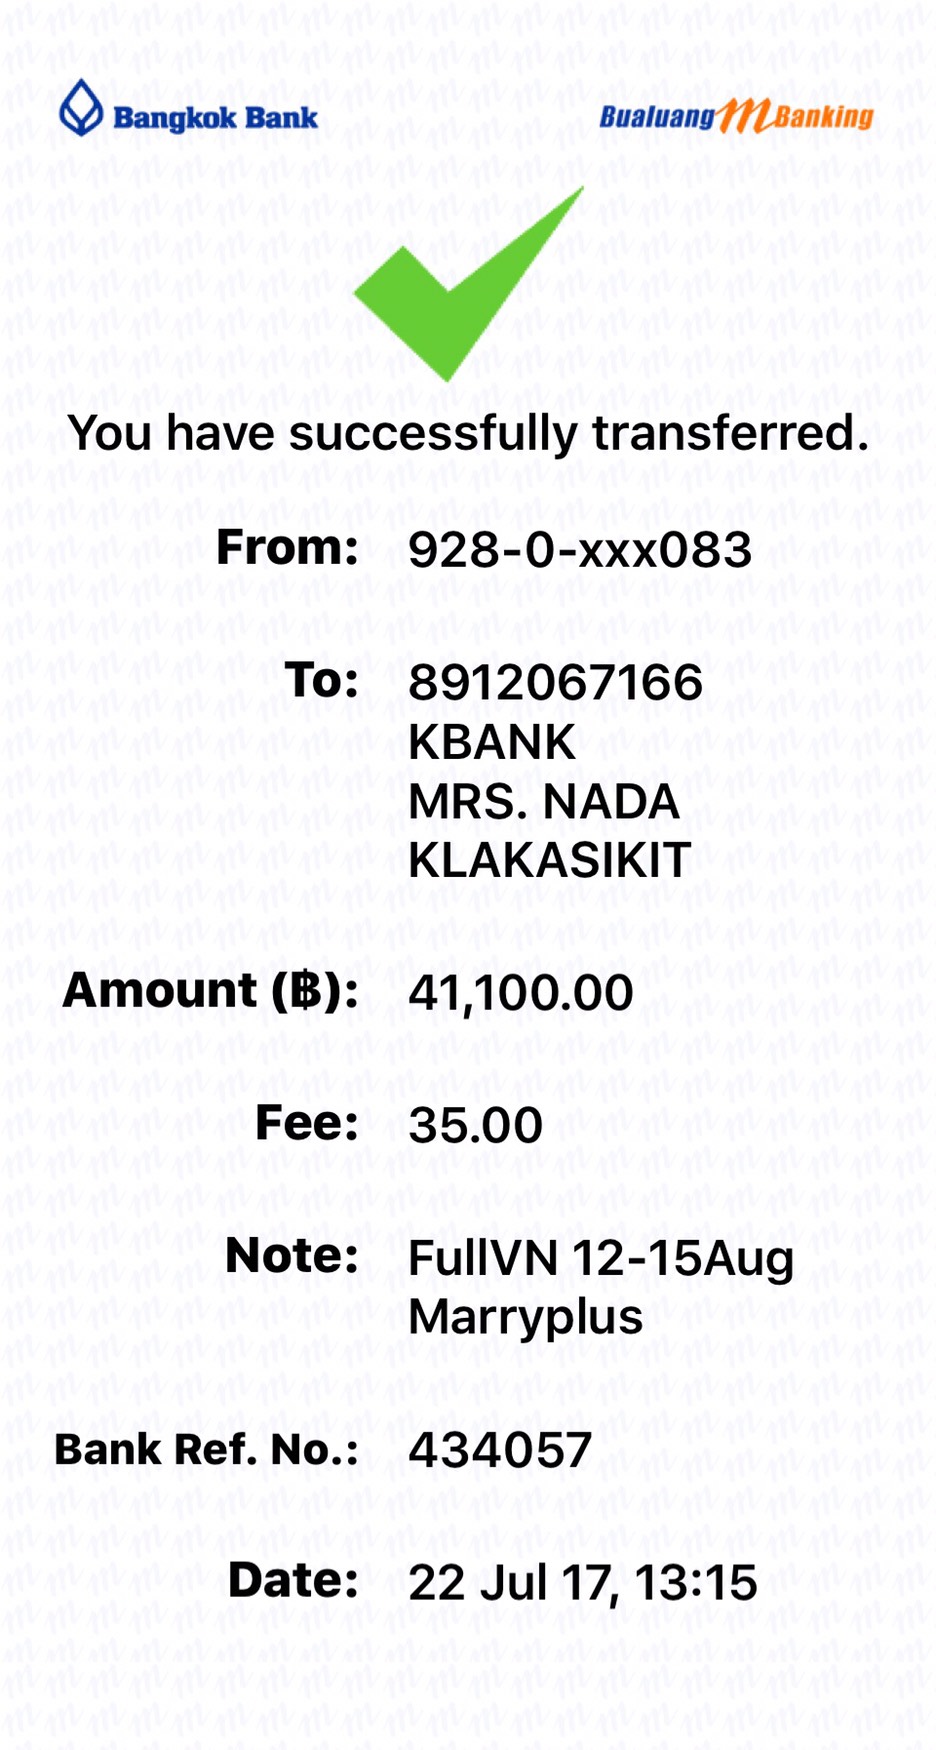 Bangkok Bank
Bualuang mBanking
You have successfully transferred.
From: 928-0-xxx083
To: 8912067166
KBANK
MRS. NADA
KLAKASIKIT
Amount (฿): 41,100.00
Fee: 35.00
Note: FullVN 12-15Aug
Marryplus
Bank Ref. No.: 434057
Date: 22 Jul 17, 13:15